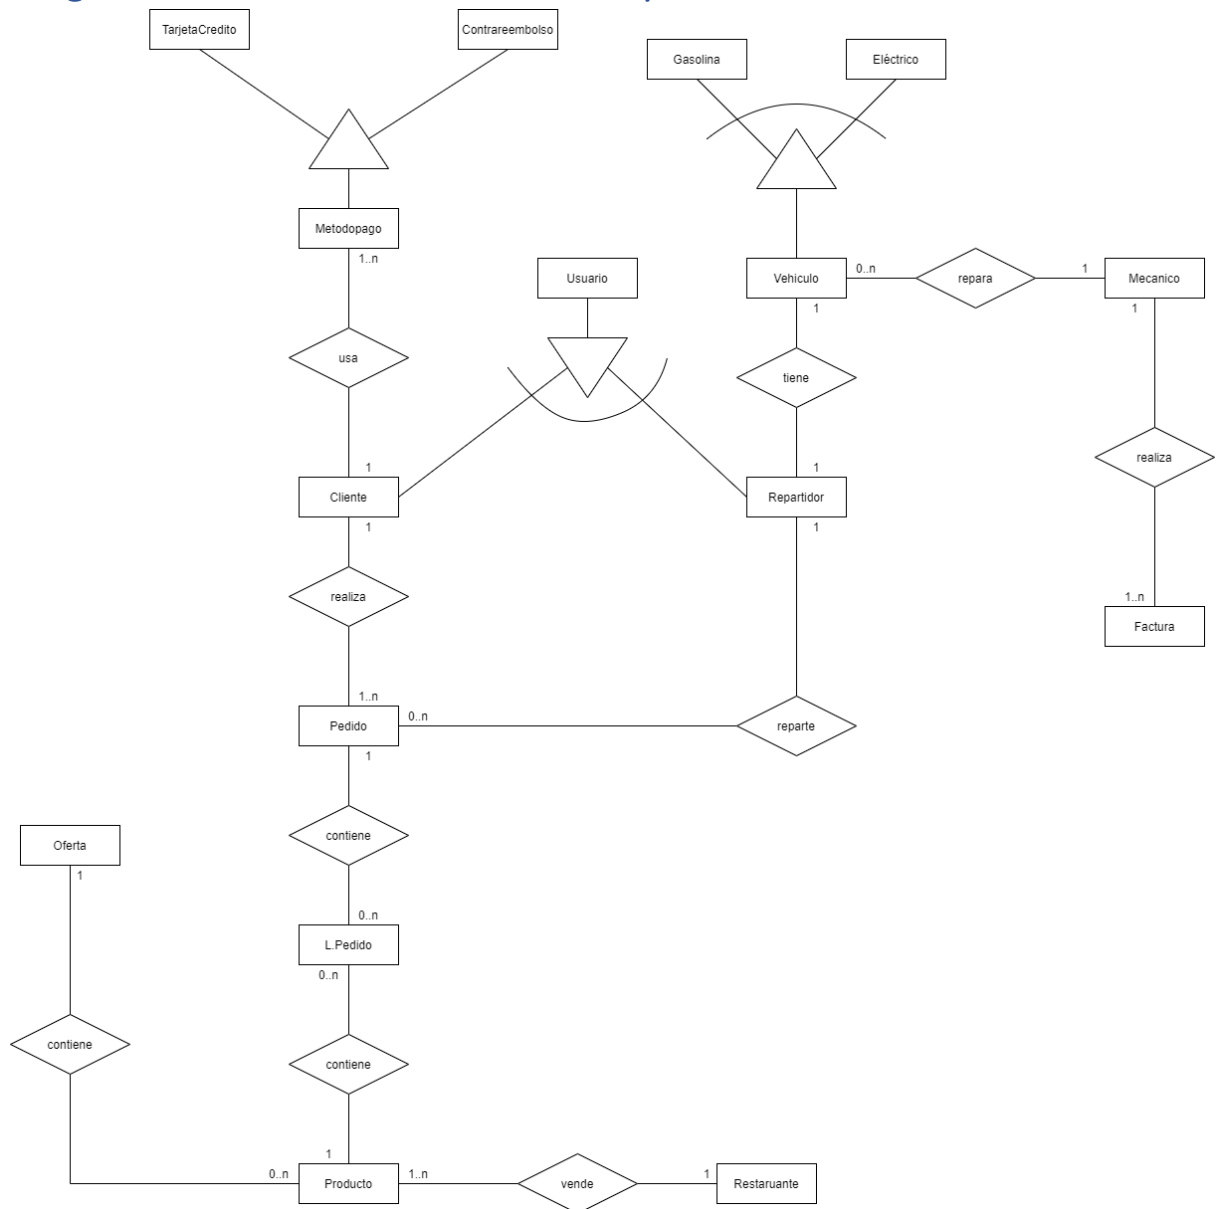 TarjetaCredito
Contrareembolso
Gasolina
Eléctrico
Metodopago
1..n
Usuario
Vehiculo
0..n
repara
1
Mecanico
1
1
usa
tiene
1
Cliente
1
1
Repartidor
1
realiza
realiza
1..n
Factura
1..n
Pedido
0..n
1
reparte
contiene
Oferta
1
0..n
L.Pedido
0..n
contiene
contiene
1
0..n
Producto
1..n
vende
1
Restaruante